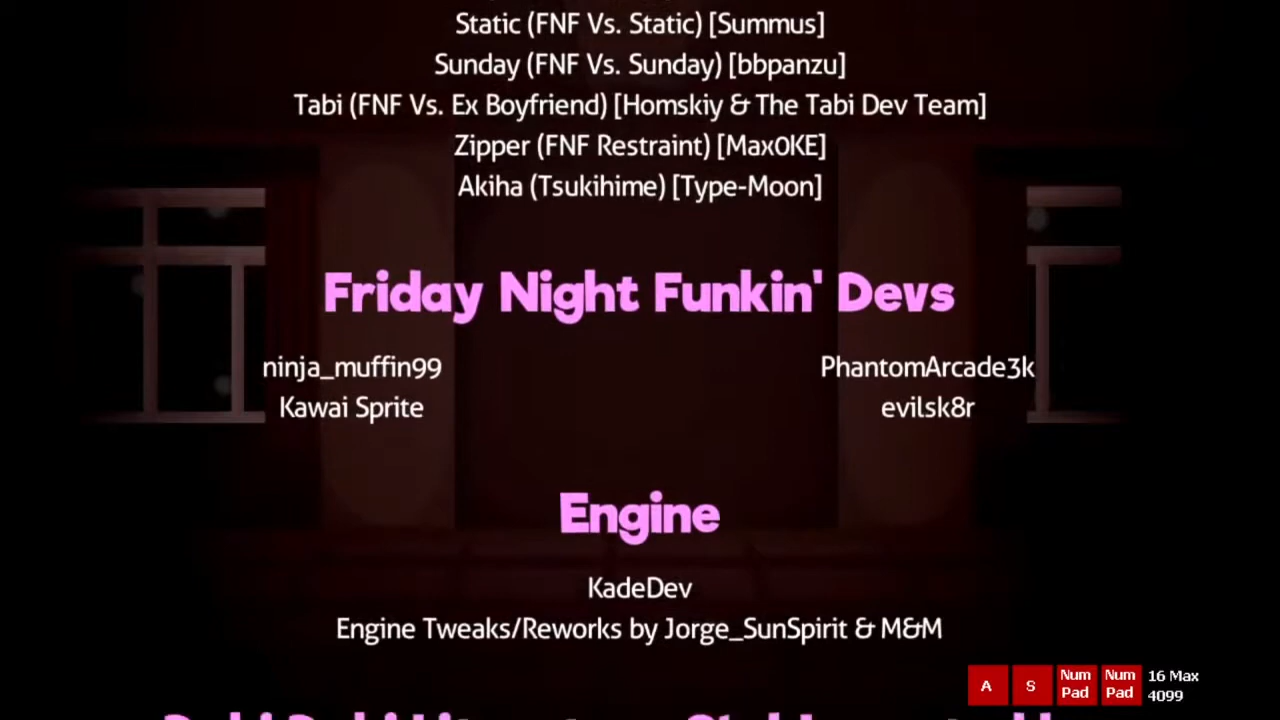 Static (FNF Vs. Static) [Summus]
Sunday (FNF Vs. Sunday) [bbpanzu]
Tabi (FNF Vs. Ex Boyfriend) [Homskiy & The Tabi Dev Team]
Zipper (FNF Restraint) [Max0KE]
Akiha (Tsukihime) [Type-Moon]
Friday Night Funkin' Devs
ninja_muffin99 PhantomArcade3k
Kawai Sprite evilsk8r
Engine
KadeDev
Engine Tweaks/Reworks by Jorge_SunSpirit & M&M
A S Num Pad Num Pad 16 Max
4099